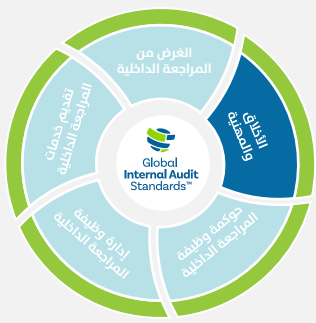 الغرض من
المراجعة الداخلية
الأخلاق
والمهنية
حوكمة وظيفة
المراجعة الداخلية
إدارة وظيفة
المراجعة الداخلية
تقديم خدمات
المراجعة الداخلية
Global
Internal Audit
Standards™